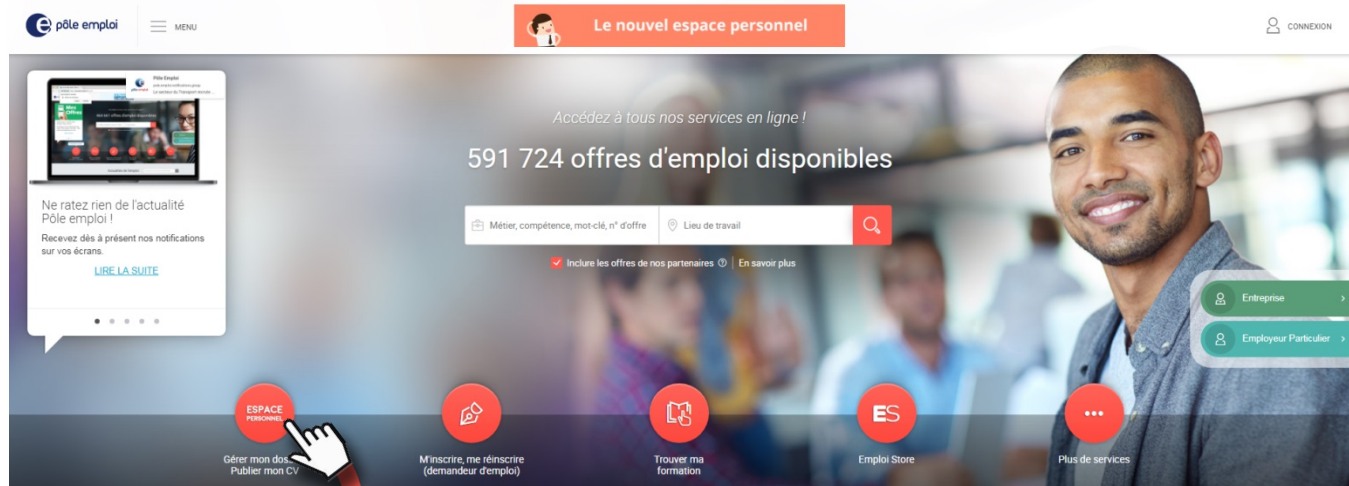 pôle emploi
MENU
Le nouvel espace personnel
CONNEXION
Pôle Emploi
Mes
Offres
Accédez à tous nos services en ligne !
591 724 offres d'emploi disponibles
Ne ratez rien de l'actualité
Pôle emploi !
Recevez dès à présent nos notifications
sur vos écrans.
LIRE LA SUITE
Métier, compétence, mot-clé, n° d'offre
Lieu de travail
Inclure les offres de nos partenaires ? | En savoir plus
Entreprise >
Employeur Particulier >
ESPACE
PERSONNEL
Gérer mon dos
Publier mon CV
M'inscrire, me réinscrire
(demandeur d'emploi)
Trouver ma
formation
ES
Emploi Store
Plus de services